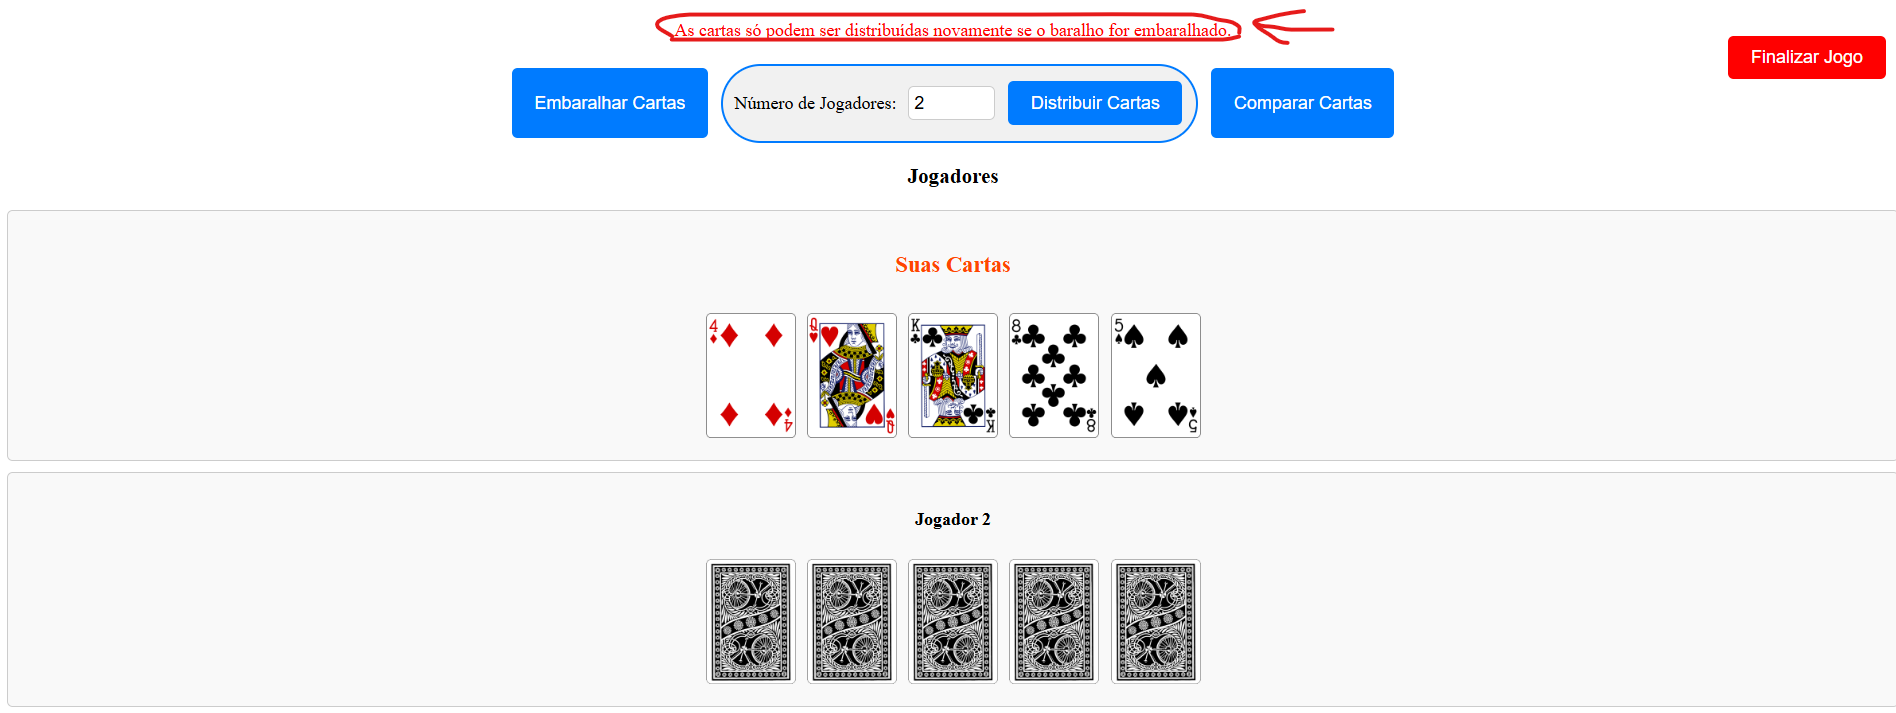 As cartas só podem ser distribuídas novamente se o baralho for embaralhado.
Finalizar Jogo
Embaralhar Cartas
Número de Jogadores: 2
Distribuir Cartas
Comparar Cartas
Jogadores
Suas Cartas
4 4
Q Q
K K
8 8
5 5
Jogador 2